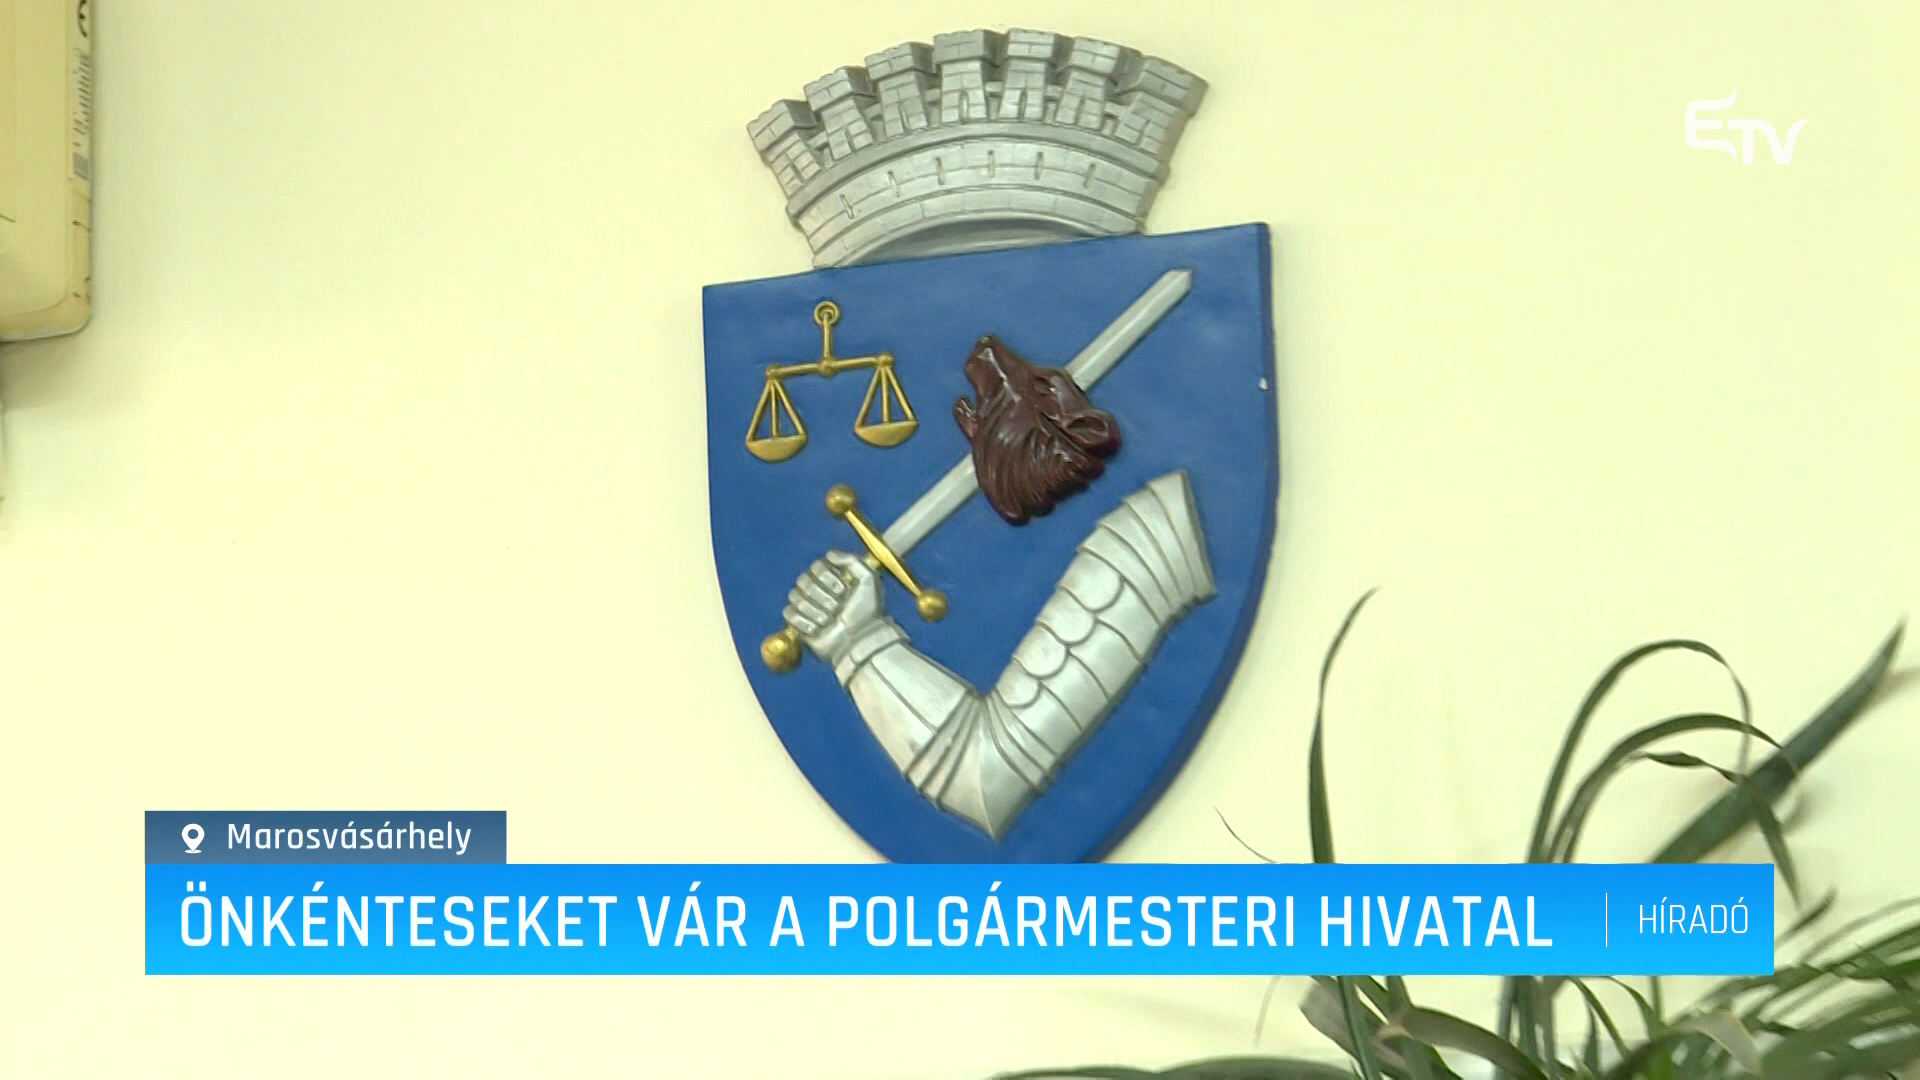 ETV
Marosvásárhely
ÖNKÉNTESEKET VÁR A POLGÁRMESTERI HIVATAL
HÍRADÓ